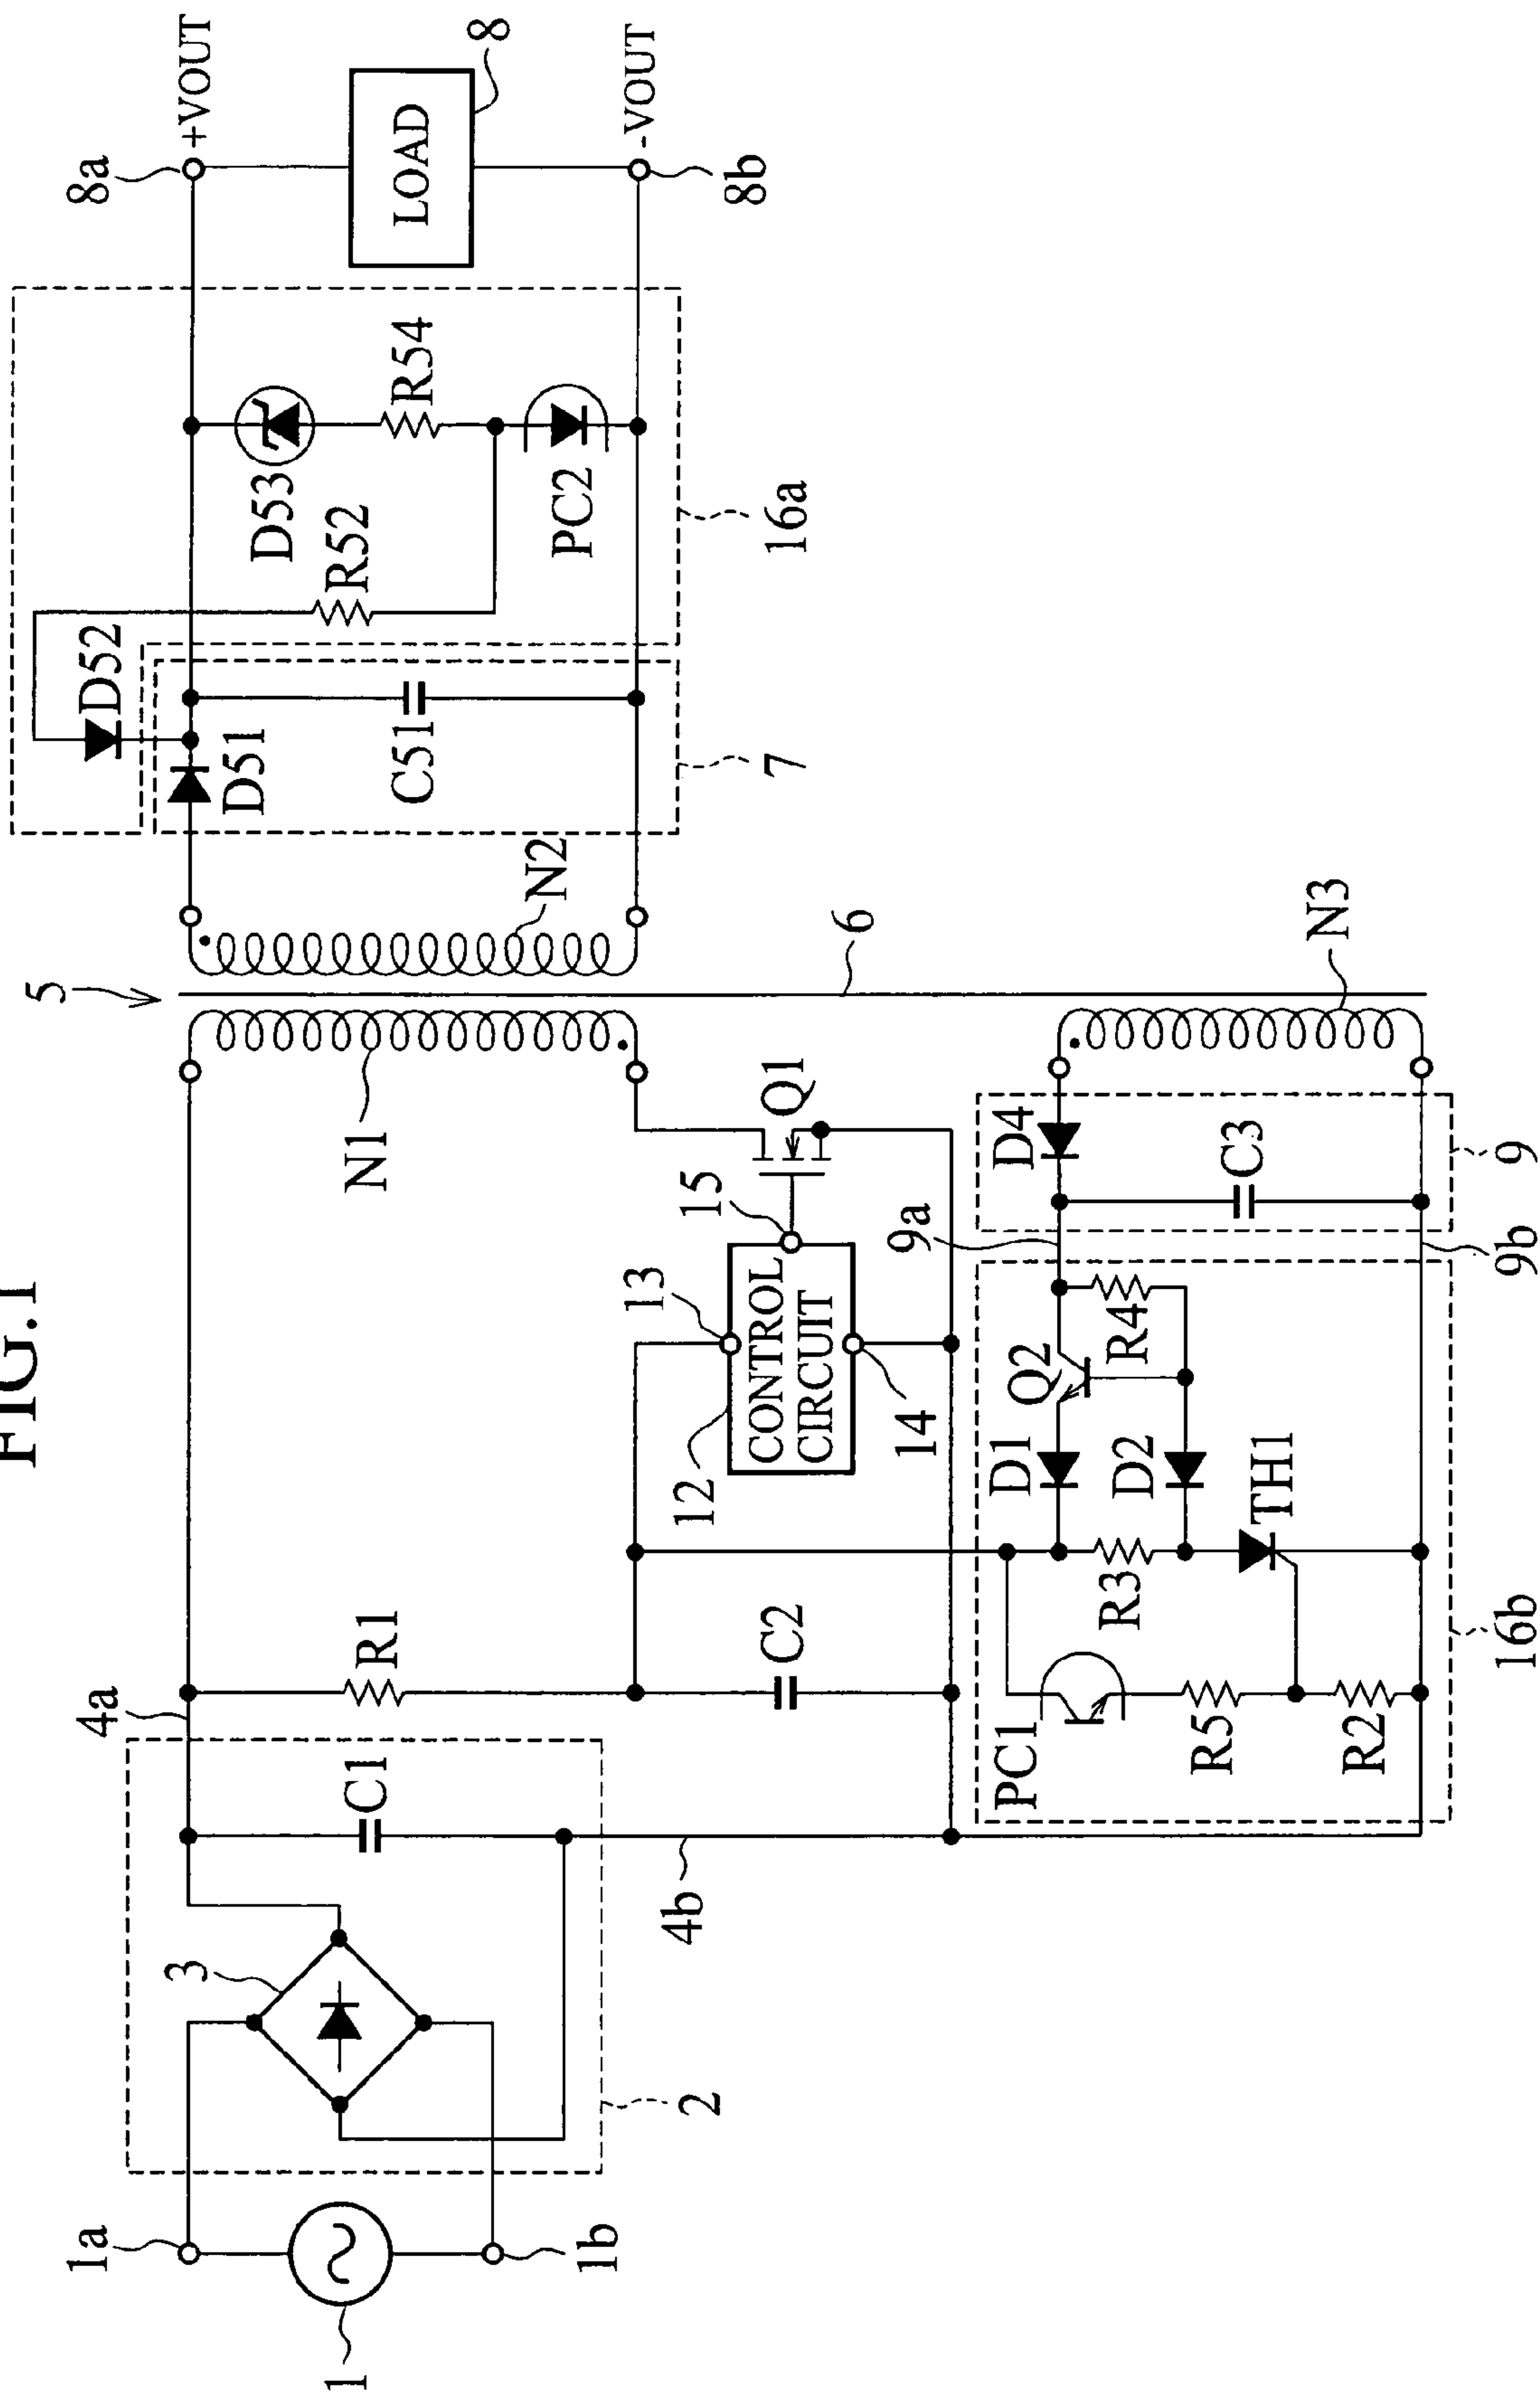 FIG.1
8a
+VOUT
LOAD
8
-VOUT
8b
D53
R54
PC2
R52
16a
D52
D51
C51
7
N2
5
6
N1
N3
Q1
15
13
CONTROL
CIRCUIT
12
14
D4
C3
9
9a
9b
R4
Q2
D1
D2
TH1
R3
PC1
R5
R2
16b
R1
C2
4a
C1
4b
3
2
1a
1b
1